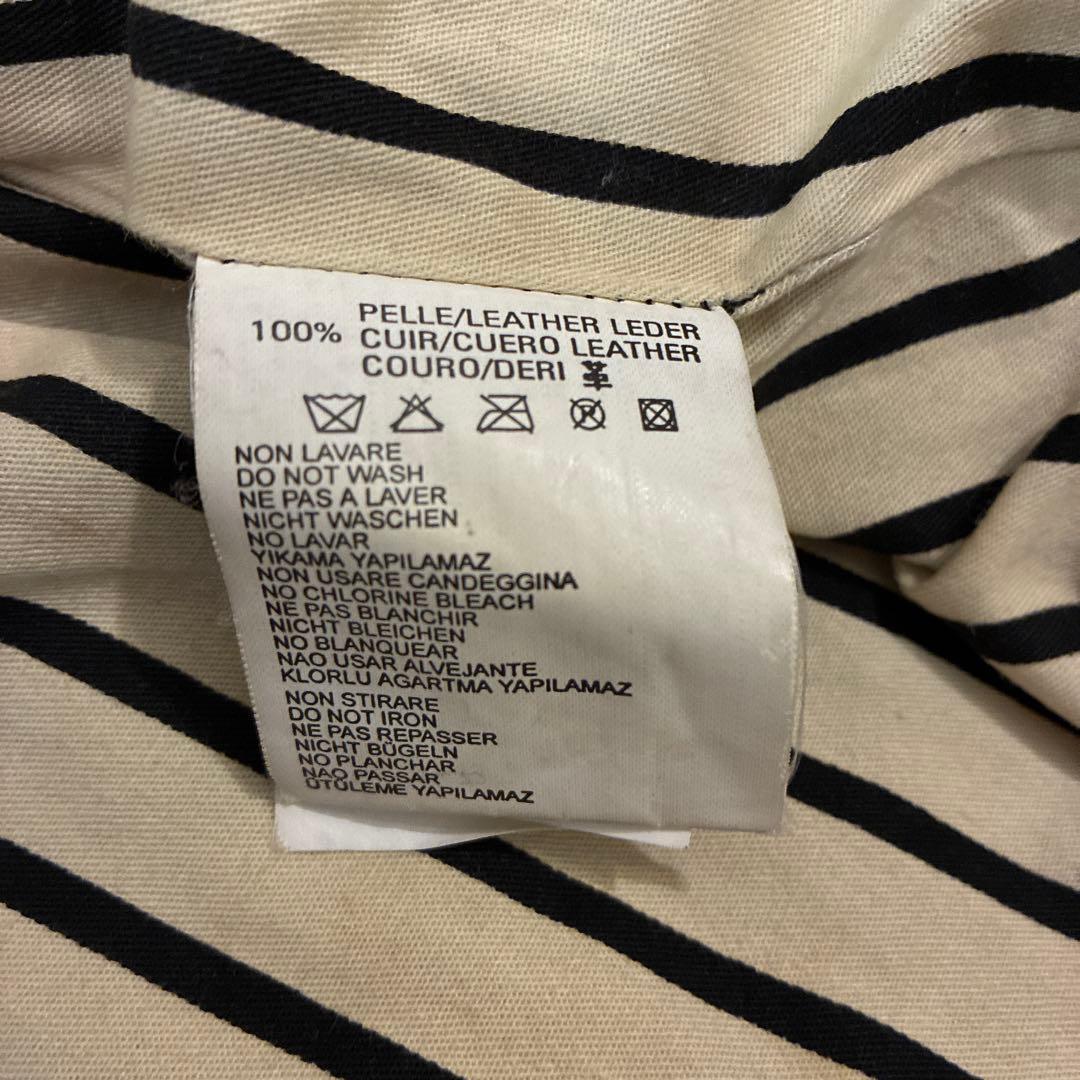 PELLE/LEATHER LEDER
100% CUIR/CUERO LEATHER
COURO/DERI 革
NON LAVARE
DO NOT WASH
NE PAS A LAVER
NICHT WASCHEN
NO LAVAR
YIKAMA YAPILAMAZ
NON USARE CANDEGGINA
NO CHLORINE BLEACH
NE PAS BLANCHIR
NICHT BLEICHEN
NO BLANQUEAR
NAO USAR ALVEJANTE
KLORLU AGARTMA YAPILAMAZ
NON STIRARE
DO NOT IRON
NE PAS REPASSER
NICHT BÜGELN
NO PLANCHAR
NAO PASSAR
ÜTÜLEME YAPILAMAZ